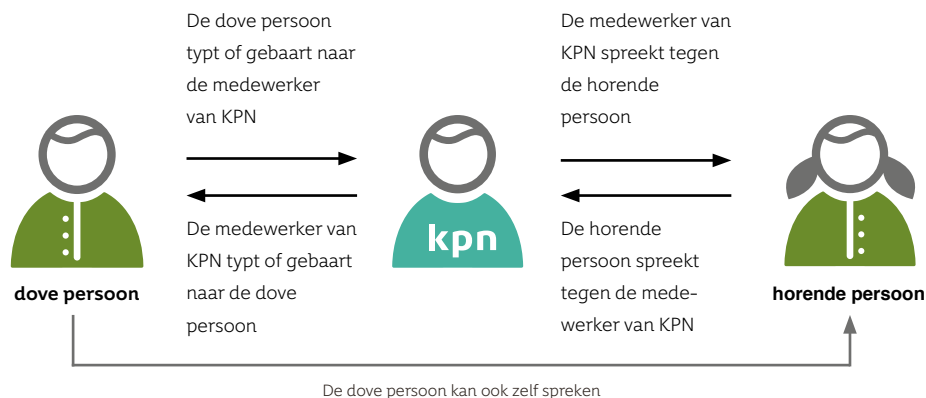 De dove persoon
typt of gebaart naar
de medewerker
van KPN
De medewerker van
KPN spreekt tegen
de horende
persoon
kpn
De medewerker van
KPN typt of gebaart
naar de dove
persoon
De horende
persoon spreekt
tegen de mede-
werker van KPN
dove persoon
horende persoon
De dove persoon kan ook zelf spreken